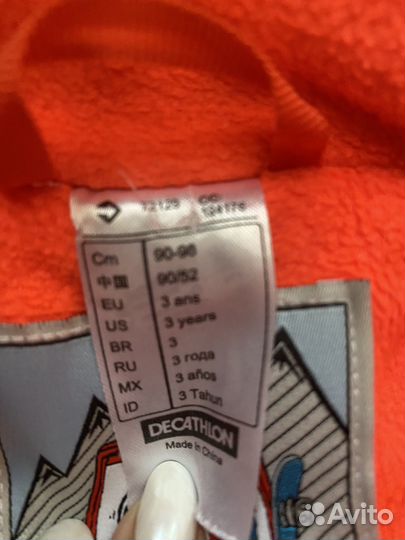 72129 CC: 124176
Cm 90-98
中国 90/52
EU 3 ans
US 3 years
BR 3
RU 3 года
MX 3 años
ID 3 Tahun
DECATHLON
Made in China
Avito